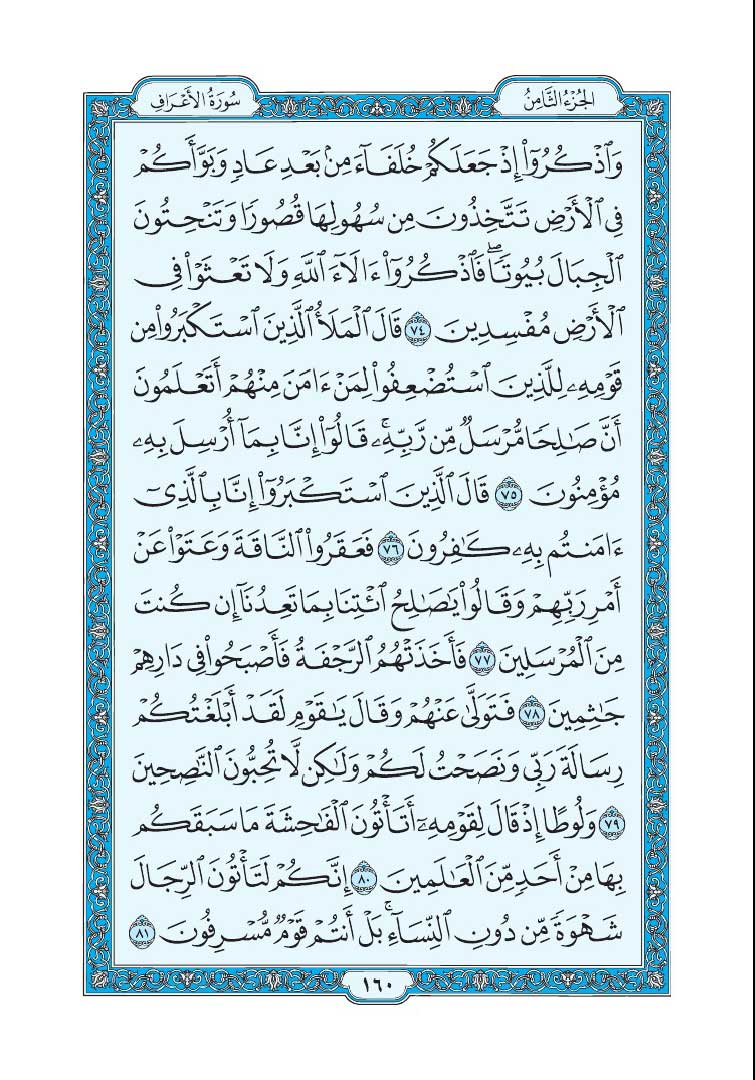 الجُزْءُ الثَّامِنُ
سُورَةُ الأَعْرَافِ
وَٱذْكُرُوٓا۟ إِذْ جَعَلَكُمْ خُلَفَآءَ مِنۢ بَعْدِ عَادٍ وَبَوَّأَكُمْ
فِى ٱلْأَرْضِ تَتَّخِذُونَ مِن سُهُولِهَا قُصُورًا وَتَنْحِتُونَ
ٱلْجِبَالَ بُيُوتًا ۖ فَٱذْكُرُوٓا۟ ءَالَآءَ ٱللَّهِ وَلَا تَعْثَوْا۟ فِى
ٱلْأَرْضِ مُفْسِدِينَ ٧٤ قَالَ ٱلْمَلَأُ ٱلَّذِينَ ٱسْتَكْبَرُوا۟ مِن
قَوْمِهِۦ لِلَّذِينَ ٱسْتُضْعِفُوا۟ لِمَنْ ءَامَنَ مِنْهُمْ أَتَعْلَمُونَ
أَنَّ صَٰلِحًا مُّرْسَلٌ مِّن رَّبِّهِۦ ۚ قَالُوٓا۟ إِنَّا بِمَآ أُرْسِلَ بِهِۦ
مُؤْمِنُونَ ٧٥ قَالَ ٱلَّذِينَ ٱسْتَكْبَرُوٓا۟ إِنَّا بِٱلَّذِىٓ
ءَامَنتُم بِهِۦ كَٰفِرُونَ ٧٦ فَعَقَرُوا۟ ٱلنَّاقَةَ وَعَتَوْا۟ عَنْ
أَمْرِ رَبِّهِمْ وَقَالُوا۟ يَٰصَٰلِحُ ٱئْتِنَا بِمَا تَعِدُنَآ إِن كُنتَ
مِنَ ٱلْمُرْسَلِينَ ٧٧ فَأَخَذَتْهُمُ ٱلرَّجْفَةُ فَأَصْبَحُوا۟ فِى دَارِهِمْ
جَٰثِمِينَ ٧٨ فَتَوَلَّىٰ عَنْهُمْ وَقَالَ يَٰقَوْمِ لَقَدْ أَبْلَغْتُكُمْ
رِسَالَةَ رَبِّى وَنَصَحْتُ لَكُمْ وَلَٰكِن لَّا تُحِبُّونَ ٱلنَّٰصِحِينَ
٧٩ وَلُوطًا إِذْ قَالَ لِقَوْمِهِۦٓ أَتَأْتُونَ ٱلْفَٰحِشَةَ مَا سَبَقَكُم
بِهَا مِنْ أَحَدٍ مِّنَ ٱلْعَٰلَمِينَ ٨٠ إِنَّكُمْ لَتَأْتُونَ ٱلرِّجَالَ
شَهْوَةً مِّن دُونِ ٱلنِّسَآءِ ۚ بَلْ أَنتُمْ قَوْمٌ مُّسْرِفُونَ ٨١
١٦٠